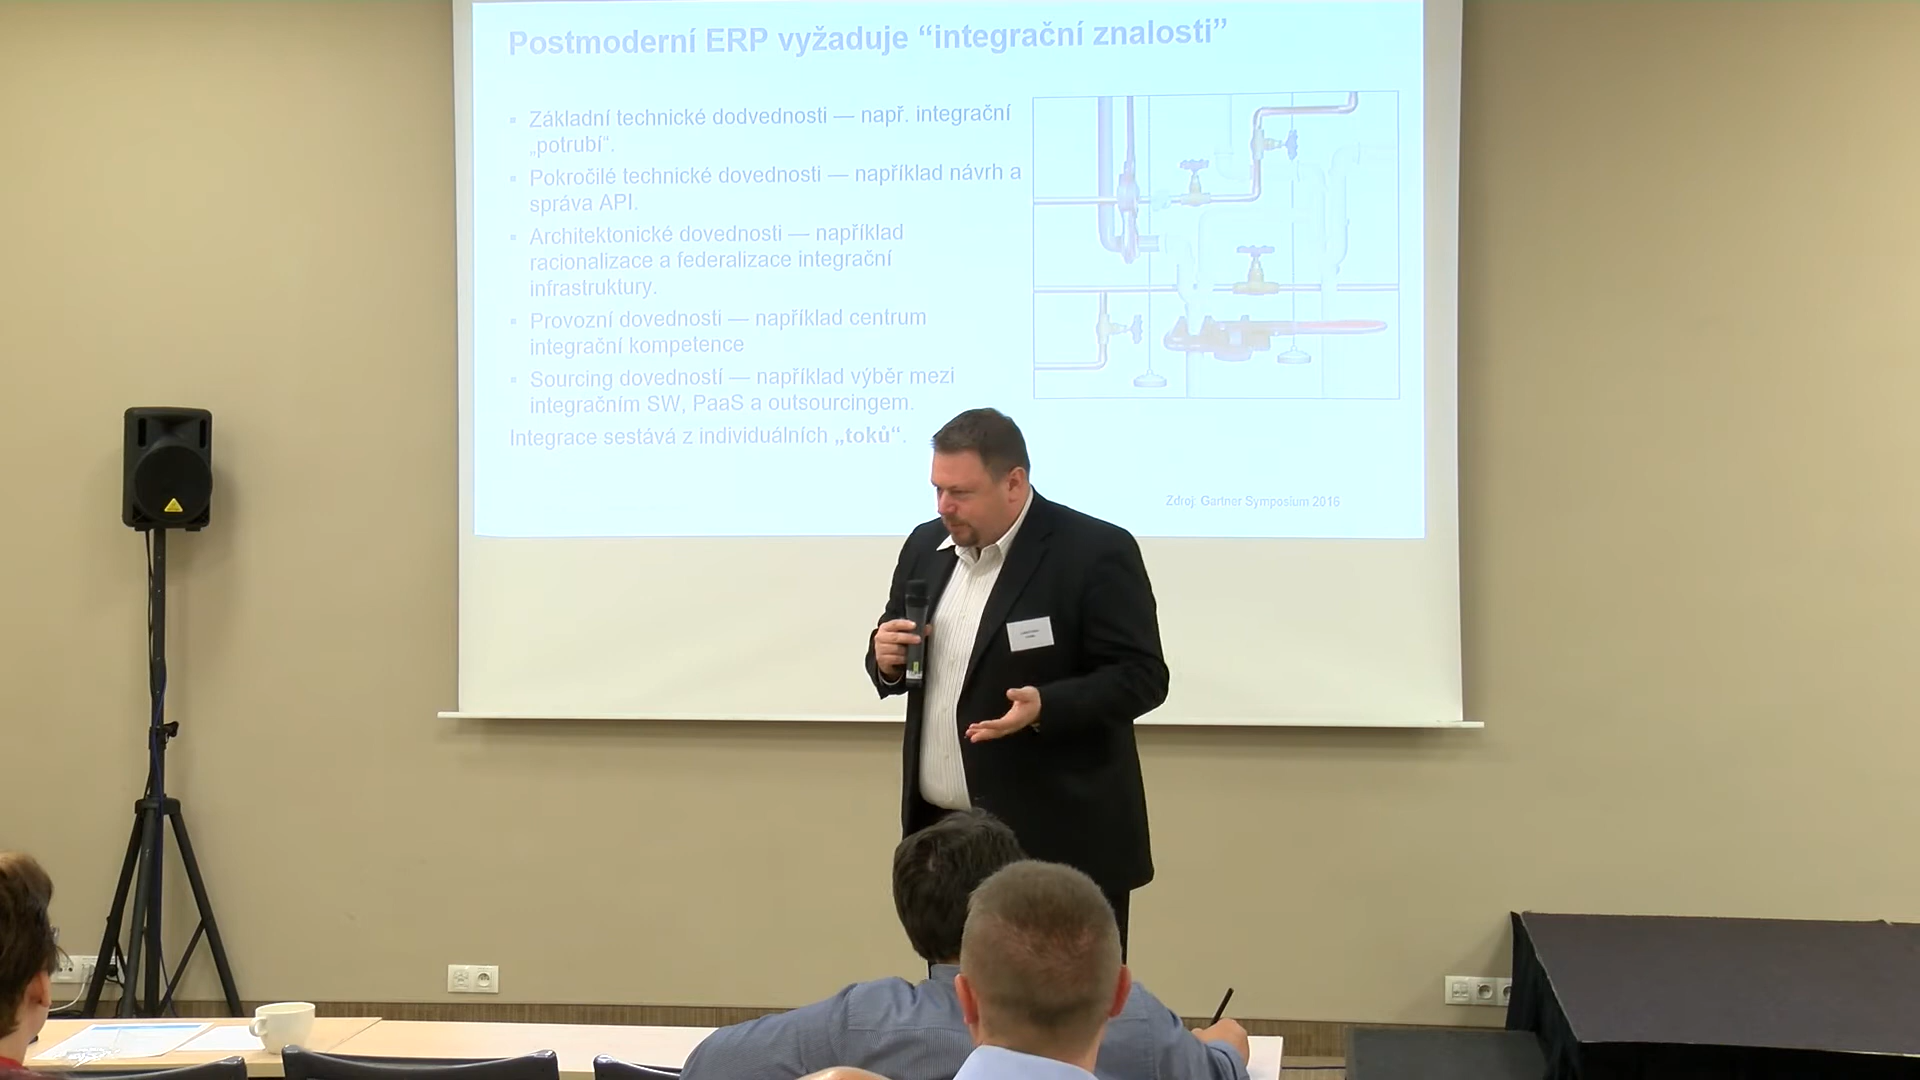 Postmoderní ERP vyžaduje “integrační znalosti”
▪ Základní technické dodvednosti — např. integrační
„potrubí“.
▪ Pokročilé technické dovednosti — například návrh a
správa API.
▪ Architektonické dovednosti — například
racionalizace a federalizace integrační
infrastruktury.
▪ Provozní dovednosti — například centrum
integrační kompetence
▪ Sourcing dovedností — například výběr mezi
integračním SW, PaaS a outsourcingem.
Integrace sestává z individuálních „toků“.
Zdroj: Gartner Symposium 2016